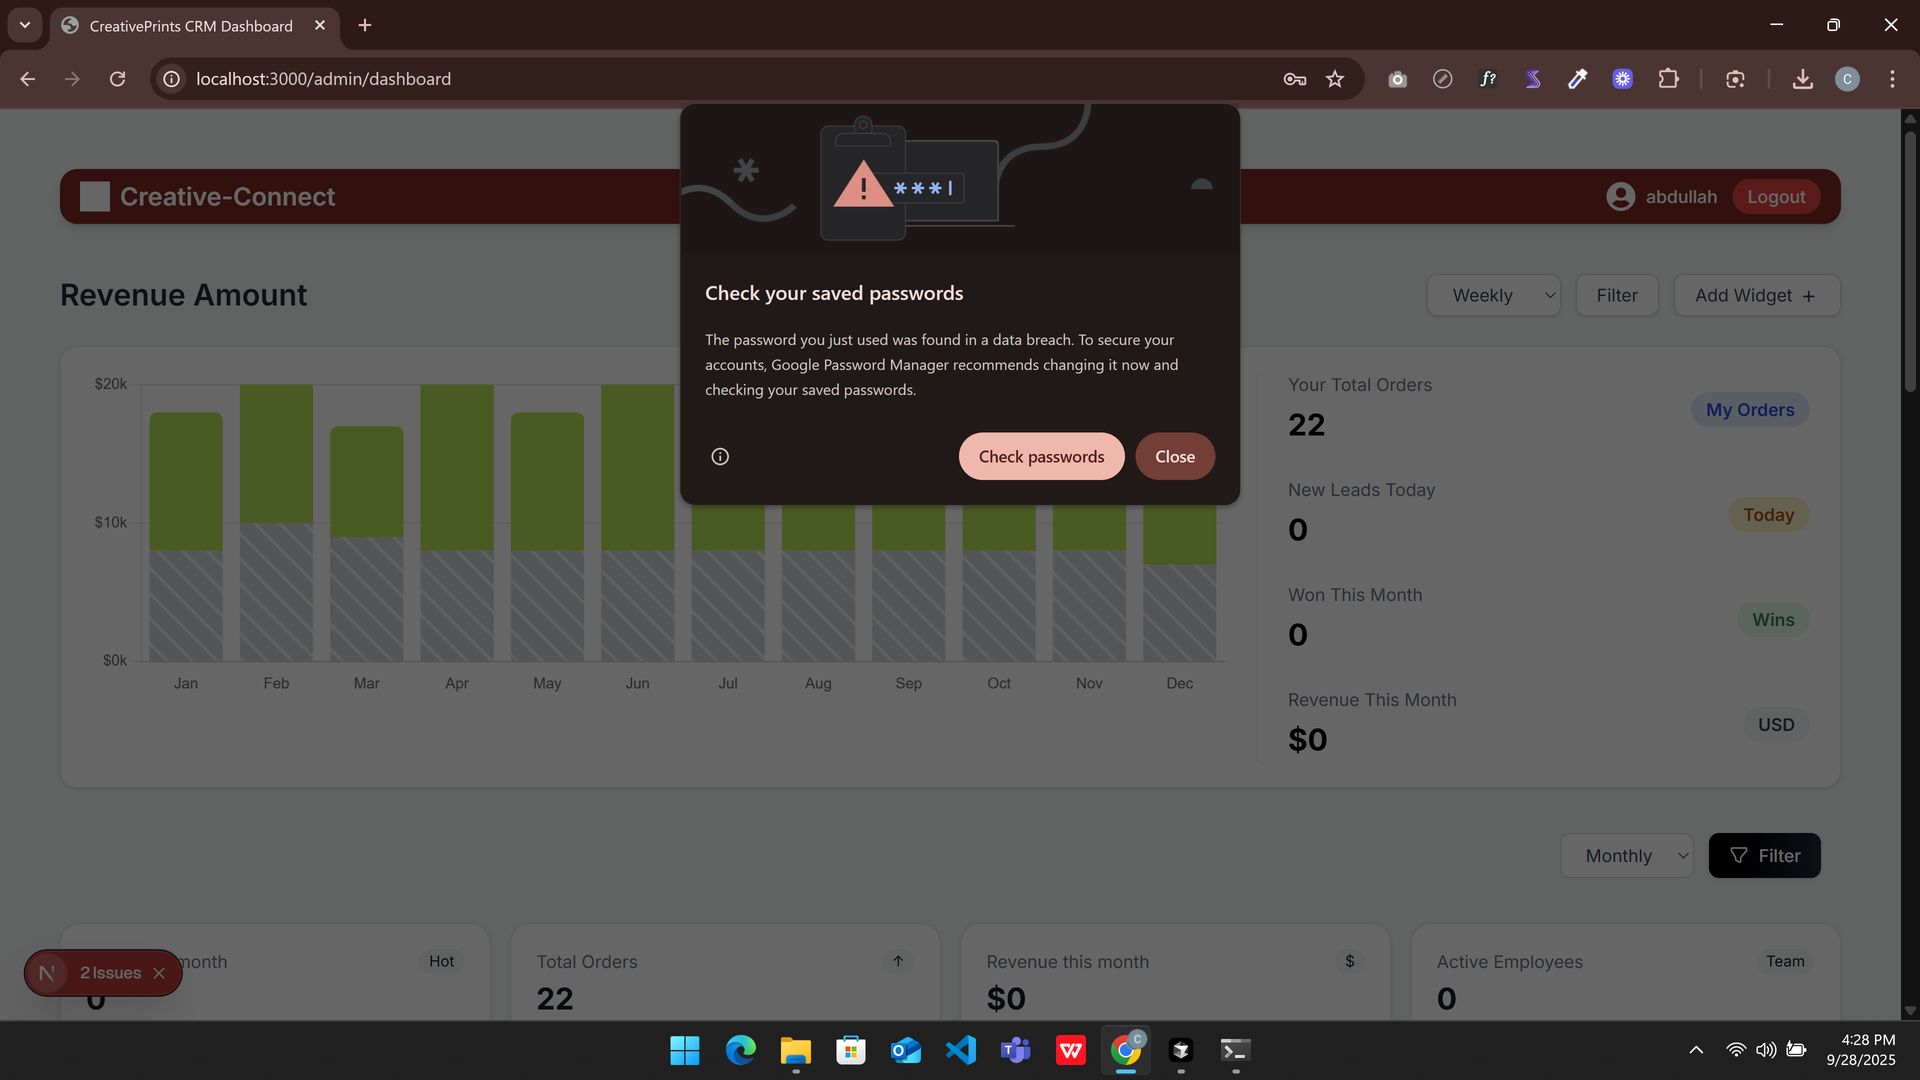 CreativePrints CRM Dashboard
localhost:3000/admin/dashboard
f?
C
Creative-Connect
abdullah
Logout
***|
Check your saved passwords
The password you just used was found in a data breach. To secure your
accounts, Google Password Manager recommends changing it now and
checking your saved passwords.
Check passwords
Close
Revenue Amount
Weekly
Filter
Add Widget +
$20k
$10k
$0k
Jan
Feb
Mar
Apr
May
Jun
Jul
Aug
Sep
Oct
Nov
Dec
Your Total Orders
22
My Orders
New Leads Today
0
Today
Won This Month
0
Wins
Revenue This Month
$0
USD
Monthly
Filter
month
Hot
0
N
2 Issues
Total Orders
↑
22
Revenue this month
$
$0
Active Employees
Team
0
C
4:28 PM
9/28/2025